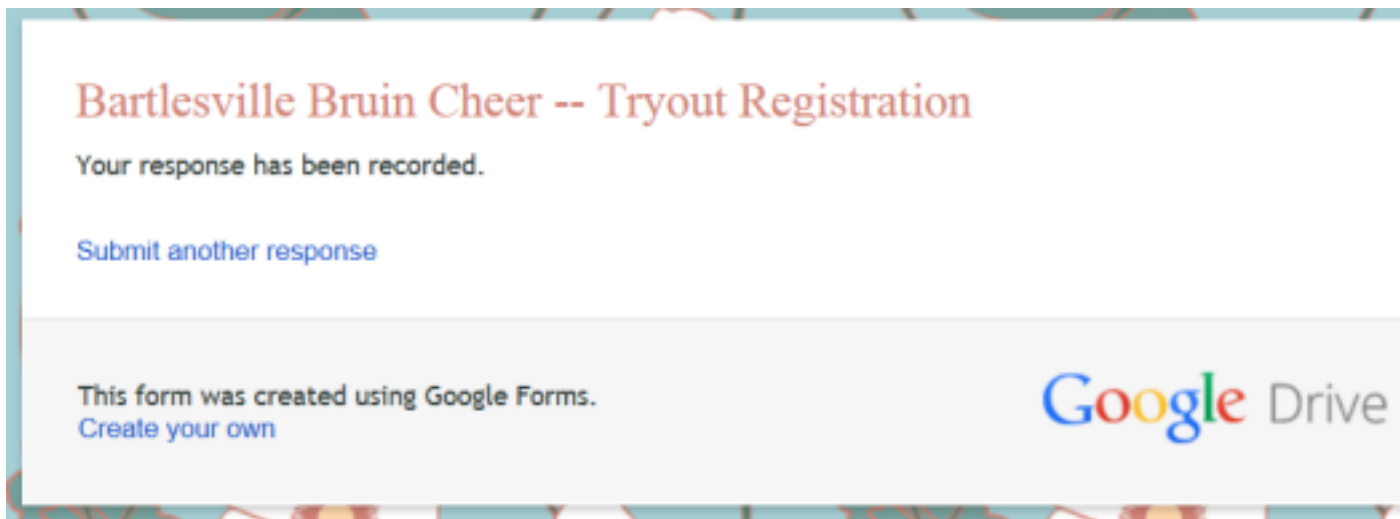 Bartlesville Bruin Cheer -- Tryout Registration
Your response has been recorded.
Submit another response
This form was created using Google Forms.
Create your own
Google Drive